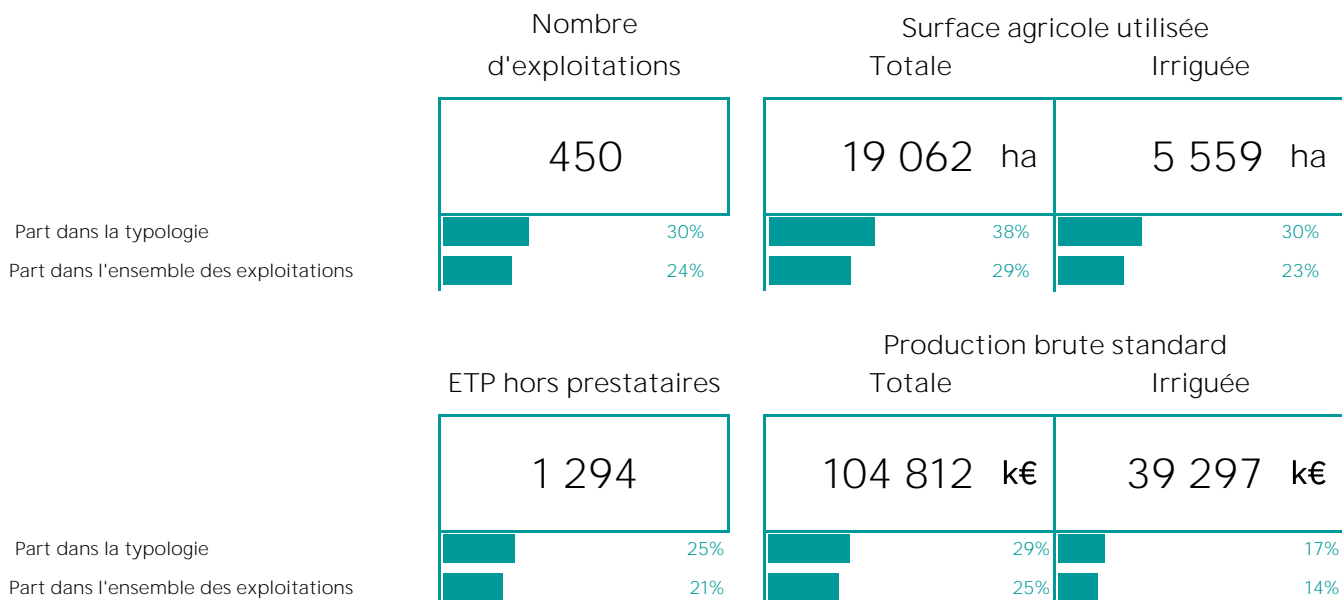 Nombre d'exploitations
Surface agricole utilisée
Totale
Irriguée
450
19 062 ha
5 559 ha
Part dans la typologie
30%
38%
30%
Part dans l'ensemble des exploitations
24%
29%
23%
ETP hors prestataires
Production brute standard
Totale
Irriguée
1 294
104 812 k€
39 297 k€
Part dans la typologie
25%
29%
17%
Part dans l'ensemble des exploitations
21%
25%
14%